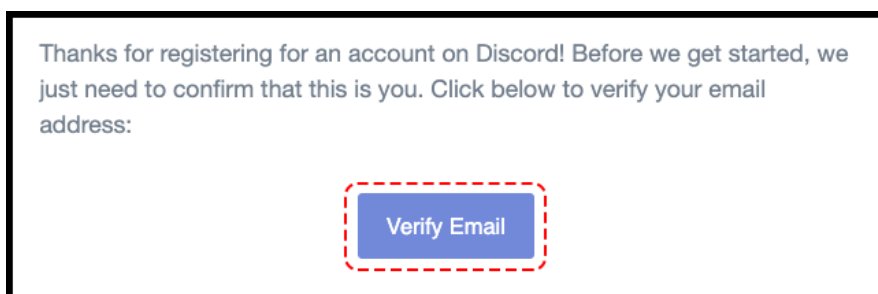 Thanks for registering for an account on Discord! Before we get started, we
just need to confirm that this is you. Click below to verify your email
address:
Verify Email